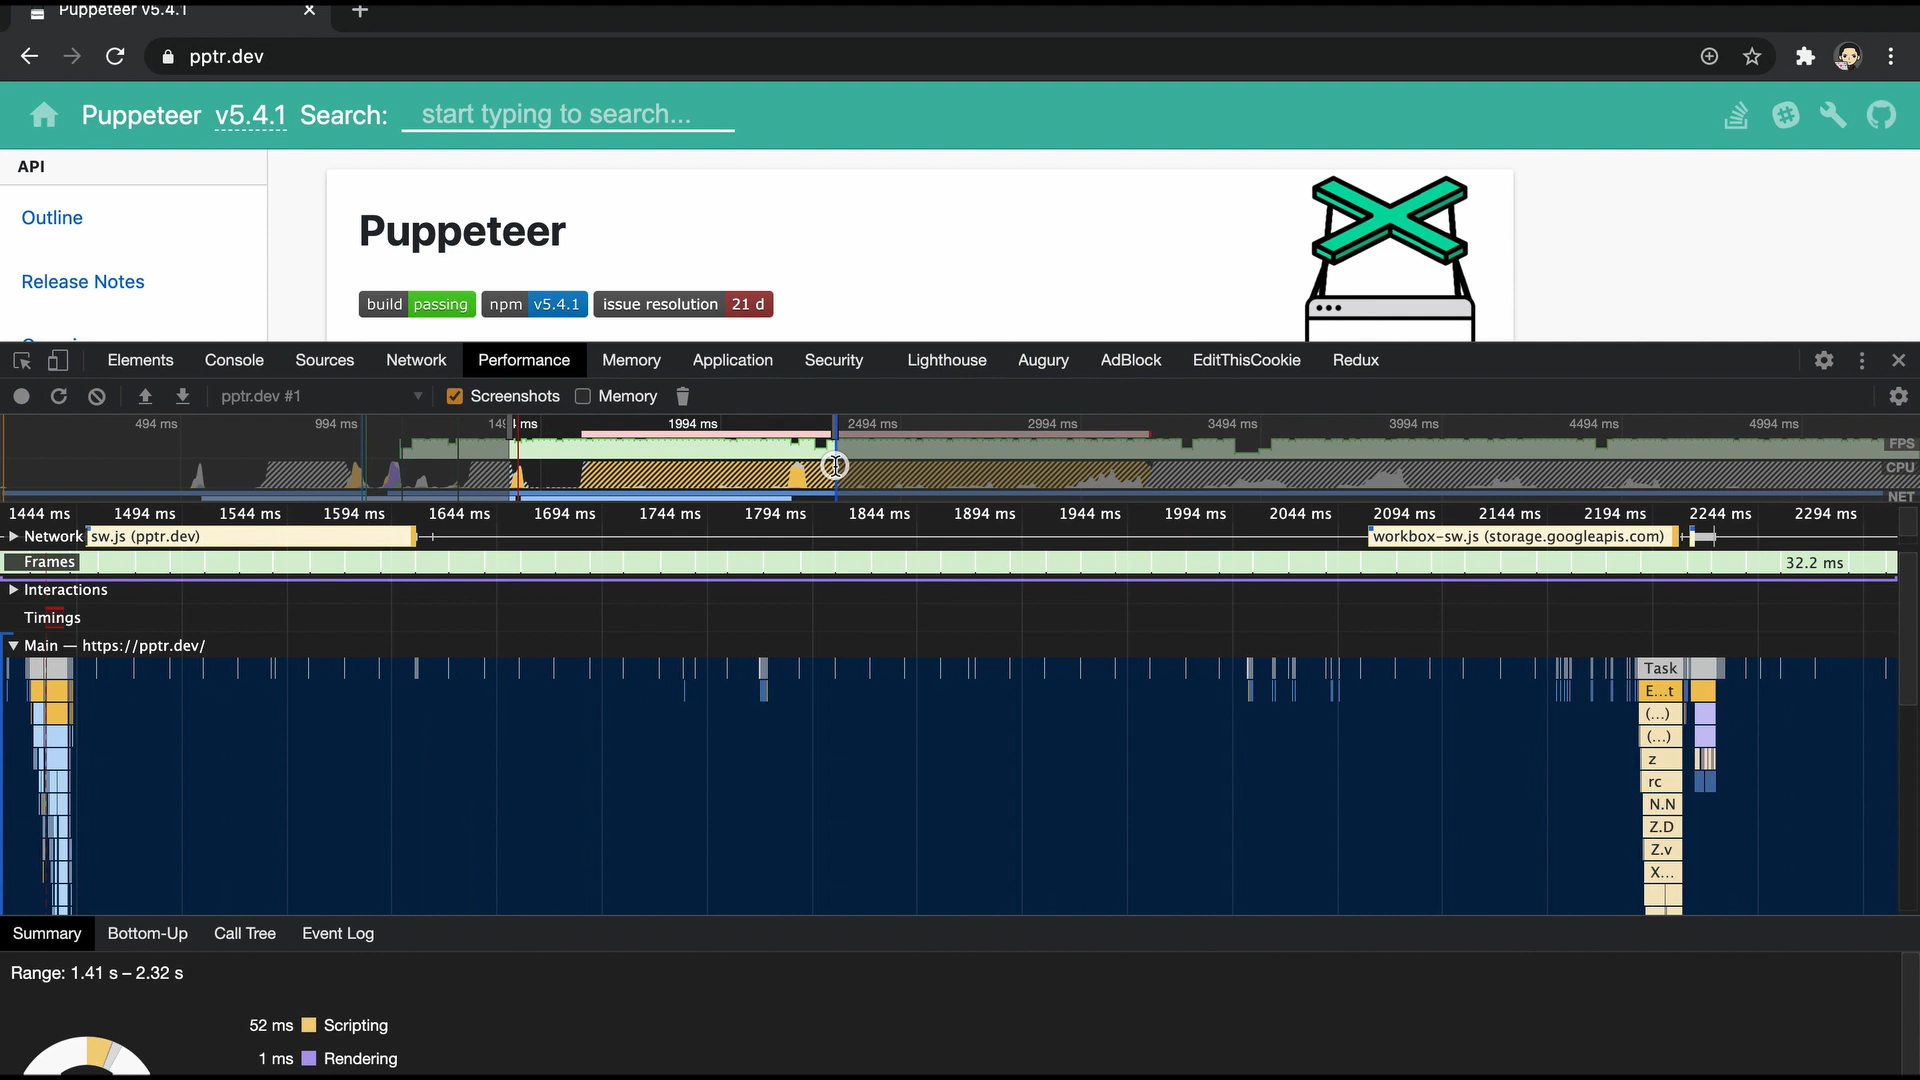 Puppeteer v5.4.1
pptr.dev
Puppeteer v5.4.1 Search: start typing to search...
API
Outline
Release Notes
Puppeteer
build passing npm v5.4.1 issue resolution 21 d
Elements Console Sources Network Performance Memory Application Security Lighthouse Augury AdBlock EditThisCookie Redux
pptr.dev #1 Screenshots Memory
494 ms 994 ms 1494 ms 1994 ms 2494 ms 2994 ms 3494 ms 3994 ms 4494 ms 4994 ms
FPS
CPU
NET
1444 ms 1494 ms 1544 ms 1594 ms 1644 ms 1694 ms 1744 ms 1794 ms 1844 ms 1894 ms 1944 ms 1994 ms 2044 ms 2094 ms 2144 ms 2194 ms 2244 ms 2294 ms
Network sw.js (pptr.dev) workbox-sw.js (storage.googleapis.com)
Frames 32.2 ms
Interactions
Timings
Main — https://pptr.dev/
Task
E...t
(...)
(...)
z
rc
N.N
Z.D
Z.v
X...
Summary Bottom-Up Call Tree Event Log
Range: 1.41 s – 2.32 s
52 ms Scripting
1 ms Rendering